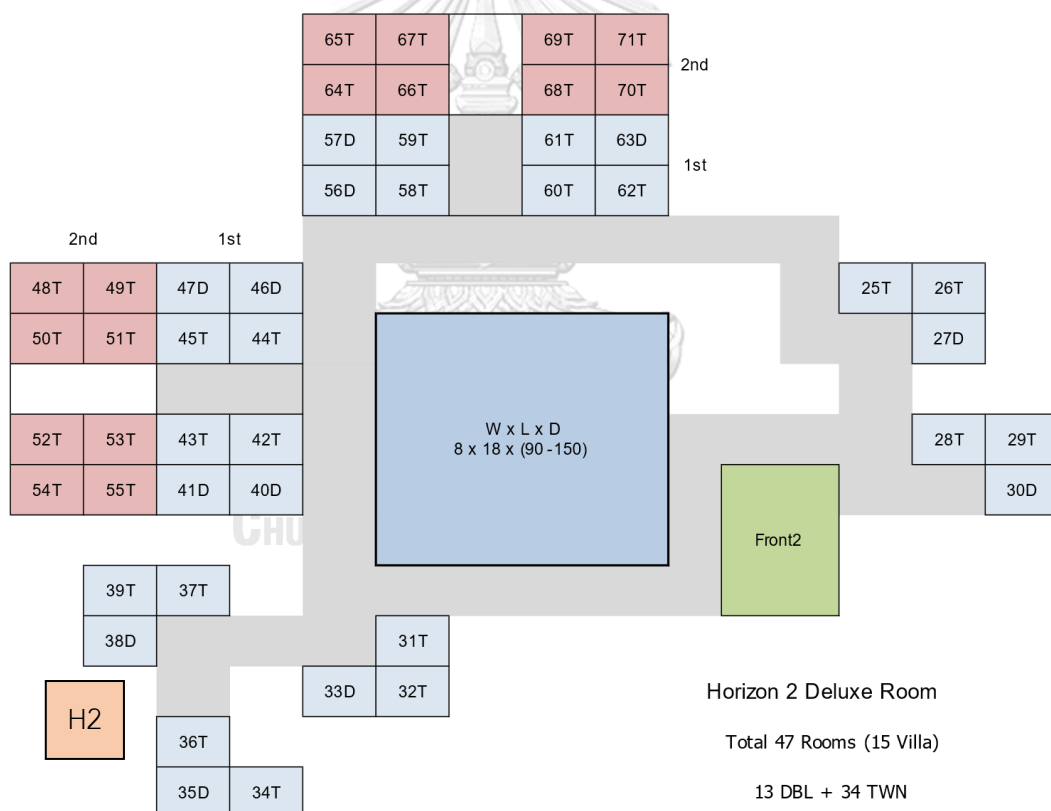 65T 67T 69T 71T
2nd
64T 66T 68T 70T
57D 59T 61T 63D
1st
56D 58T 60T 62T
2nd 1st
48T 49T 47D 46D 25T 26T
50T 51T 45T 44T 27D
52T 53T 43T 42T 28T 29T
W x L x D
8 x 18 x (90-150)
54T 55T 41D 40D 30D
CHU
Front2
39T 37T
38D 31T
33D 32T
Horizon 2 Deluxe Room
H2
36T
Total 47 Rooms (15 Villa)
35D 34T
13 DBL + 34 TWN